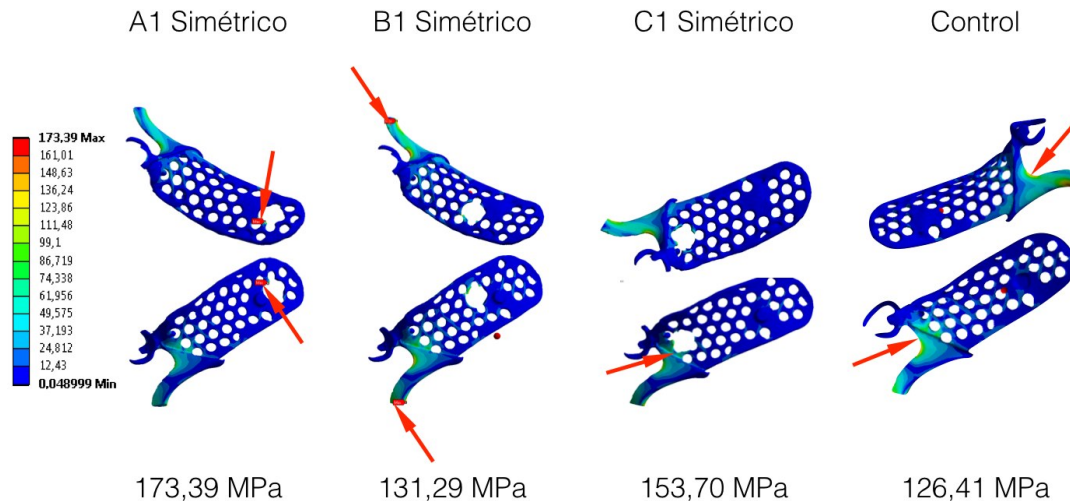 A1 Simétrico
B1 Simétrico
C1 Simétrico
Control
173,39 Max
161,01
148,63
136,24
123,86
111,48
99,1
86,719
74,338
61,956
49,575
37,193
24,812
12,43
0,048999 Min
173,39 MPa
131,29 MPa
153,70 MPa
126,41 MPa